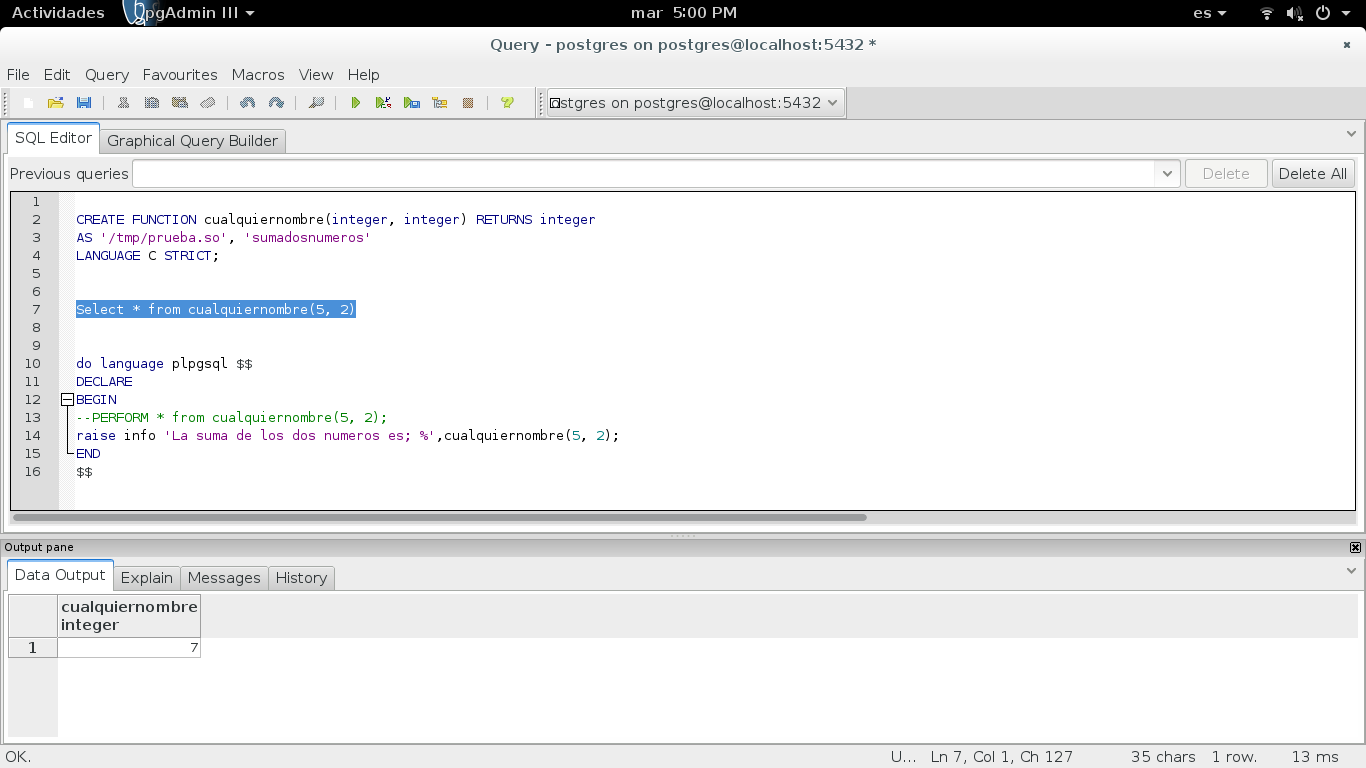 Actividades pgAdmin III mar 5:00 PM es
Query - postgres on postgres@localhost:5432 *
File Edit Query Favourites Macros View Help
stgres on postgres@localhost:5432
SQL Editor Graphical Query Builder
Previous queries Delete Delete All
1
2 CREATE FUNCTION cualquiernombre(integer, integer) RETURNS integer
3 AS '/tmp/prueba.so', 'sumadosnumeros'
4 LANGUAGE C STRICT;
5
6
7 Select * from cualquiernombre(5, 2)
8
9
10 do language plpgsql $$
11 DECLARE
12 BEGIN
13 --PERFORM * from cualquiernombre(5, 2);
14 raise info 'La suma de los dos numeros es; %',cualquiernombre(5, 2);
15 END
16 $$
Output pane
Data Output Explain Messages History
cualquiernombre
integer
1 7
OK. U... Ln 7, Col 1, Ch 127 35 chars 1 row. 13 ms